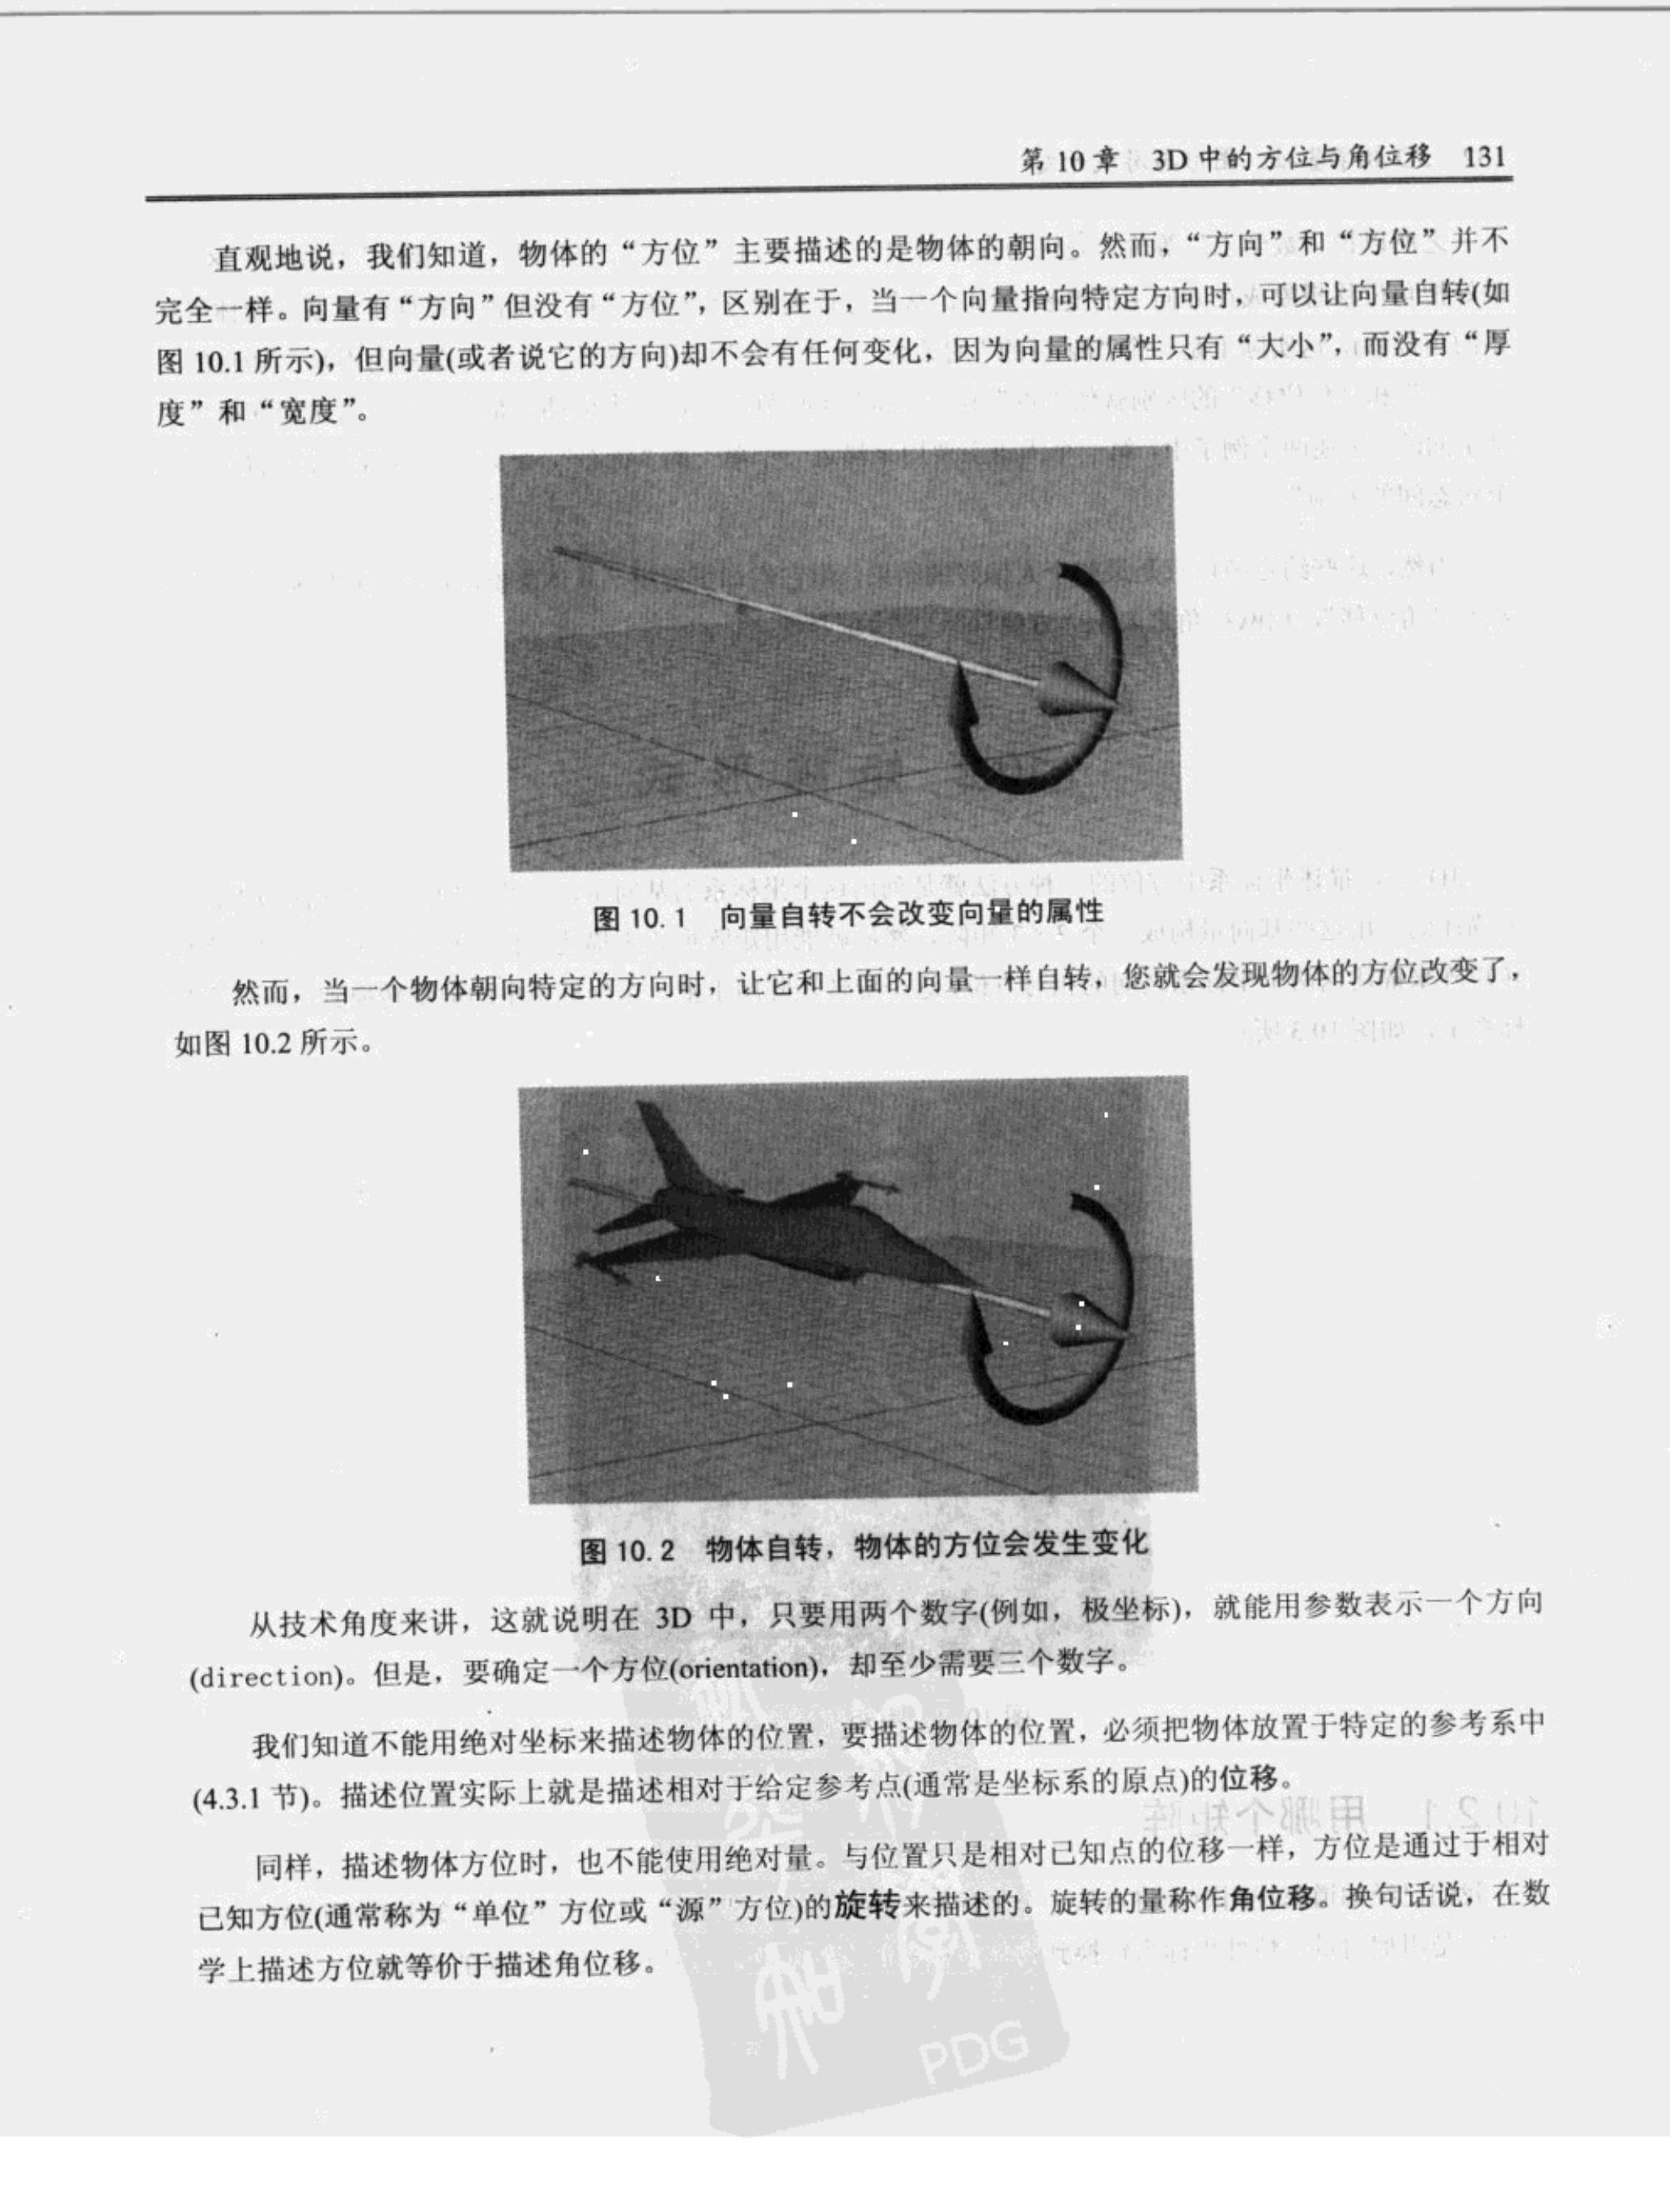 第 10 章 3D 中的方位与角位移 131
直观地说，我们知道，物体的“方位”主要描述的是物体的朝向。然而，“方向”和“方位”并不
完全一样。向量有“方向”但没有“方位”，区别在于，当一个向量指向特定方向时，可以让向量自转(如
图 10.1 所示)，但向量(或者说它的方向)却不会有任何变化，因为向量的属性只有“大小”，而没有“厚
度”和“宽度”。
图 10.1 向量自转不会改变向量的属性
然而，当一个物体朝向特定的方向时，让它和上面的向量一样自转，您就会发现物体的方位改变了，
如图 10.2 所示。
图 10.2 物体自转，物体的方位会发生变化
从技术角度来讲，这就说明在 3D 中，只要用两个数字(例如，极坐标)，就能用参数表示一个方向
(direction)。但是，要确定一个方位(orientation)，却至少需要三个数字。
我们知道不能用绝对坐标来描述物体的位置，要描述物体的位置，必须把物体放置于特定的参考系中
(4.3.1 节)。描述位置实际上就是描述相对于给定参考点(通常是坐标系的原点)的位移。
同样，描述物体方位时，也不能使用绝对量。与位置只是相对已知点的位移一样，方位是通过于相对
已知方位(通常称为“单位”方位或“源”方位)的旋转来描述的。旋转的量称作角位移。换句话说，在数
学上描述方位就等价于描述角位移。
PDG